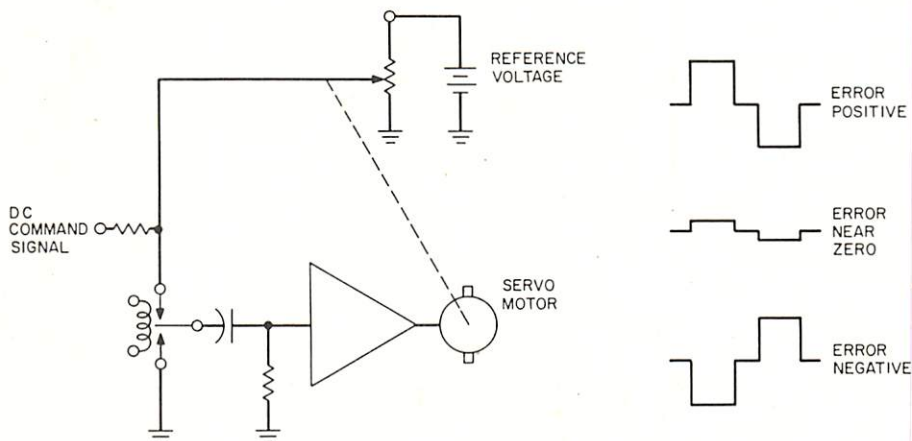 REFERENCE
VOLTAGE
DC
COMMAND
SIGNAL
SERVO
MOTOR
ERROR
POSITIVE
ERROR
NEAR
ZERO
ERROR
NEGATIVE